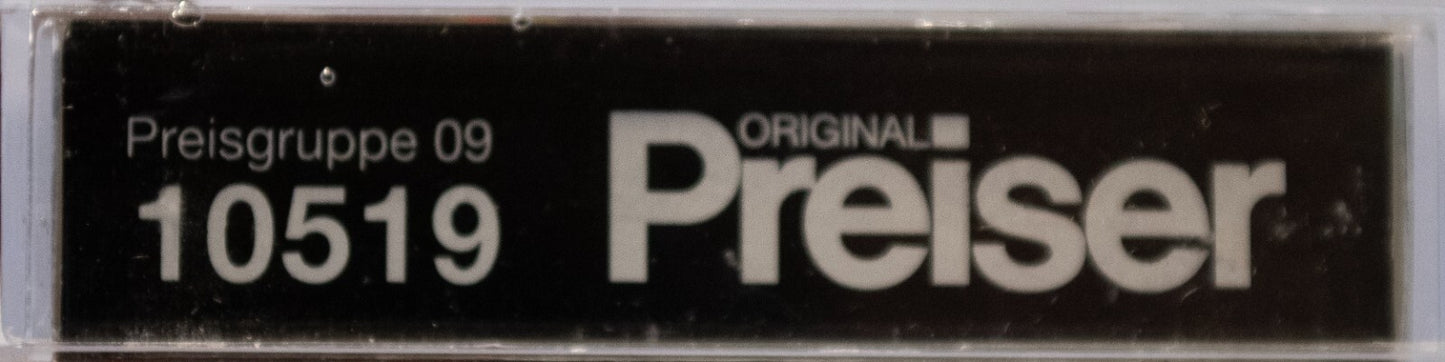 Preisgruppe 09
10519
ORIGINAL
Preiser